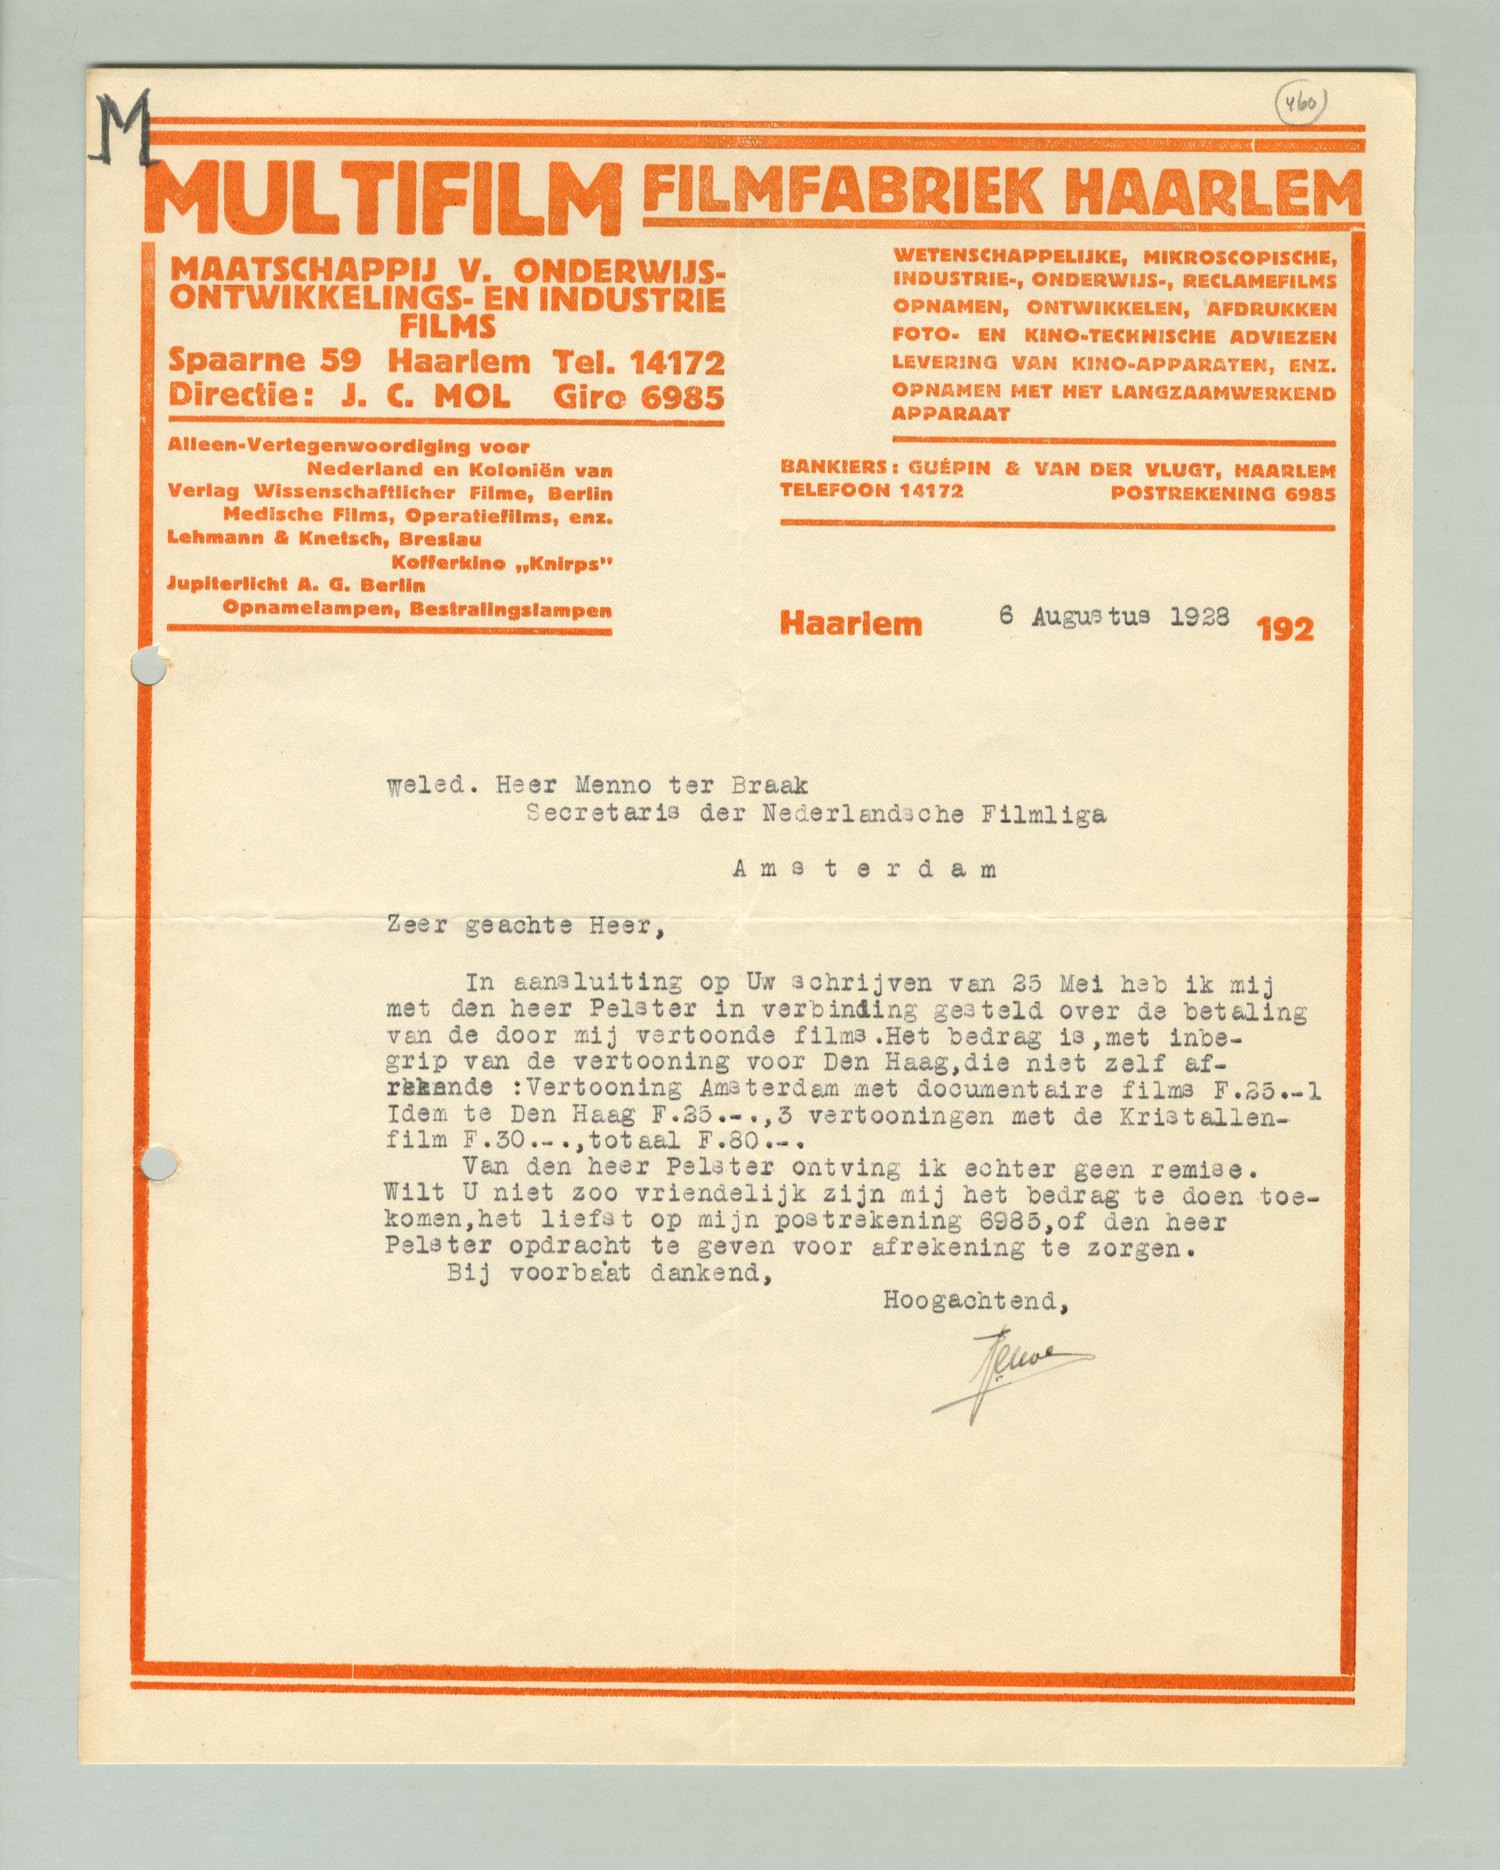 M
460
MULTIFILM FILMFABRIEK HAARLEM
MAATSCHAPPIJ V. ONDERWIJS-
ONTWIKKELINGS- EN INDUSTRIE
FILMS
Spaarne 59 Haarlem Tel. 14172
Directie: J. C. MOL Giro 6985
Alleen-Vertegenwoordiging voor
Nederland en Koloniën van
Verlag Wissenschaftlicher Filme, Berlin
Medische Films, Operatiefilms, enz.
Lehmann & Knetsch, Breslau
Kofferkino „Knirps”
Jupiterlicht A. G. Berlin
Opnamelampen, Bestralingslampen
WETENSCHAPPELIJKE, MIKROSCOPISCHE,
INDUSTRIE-, ONDERWIJS-, RECLAMEFILMS
OPNAMEN, ONTWIKKELEN, AFDRUKKEN
FOTO- EN KINO-TECHNISCHE ADVIEZEN
LEVERING VAN KINO-APPARATEN, ENZ.
OPNAMEN MET HET LANGZAAMWERKEND
APPARAAT
BANKIERS: GUÉPIN & VAN DER VLUGT, HAARLEM
TELEFOON 14172 POSTREKENING 6985
Haarlem 6 Augustus 1928 192
weled. Heer Menno ter Braak
Secretaris der Nederlandsche Filmliga
Amsterdam
Zeer geachte Heer,
In aansluiting op Uw schrijven van 25 Mei heb ik mij
met den heer Pelster in verbinding gesteld over de betaling
van de door mij vertoonde films.Het bedrag is,met inbe-
grip van de vertooning voor Den Haag,die niet zelf af-
rekende :Vertooning Amsterdam met documentaire films F.25.-1
Idem te Den Haag F.25.-.,3 vertooningen met de Kristallen-
film F.30.-.,totaal F.80.-.
Van den heer Pelster ontving ik echter geen remise.
Wilt U niet zoo vriendelijk zijn mij het bedrag te doen toe-
komen,het liefst op mijn postrekening 6985,of den heer
Pelster opdracht te geven voor afrekening te zorgen.
Bij voorbaat dankend,
Hoogachtend,